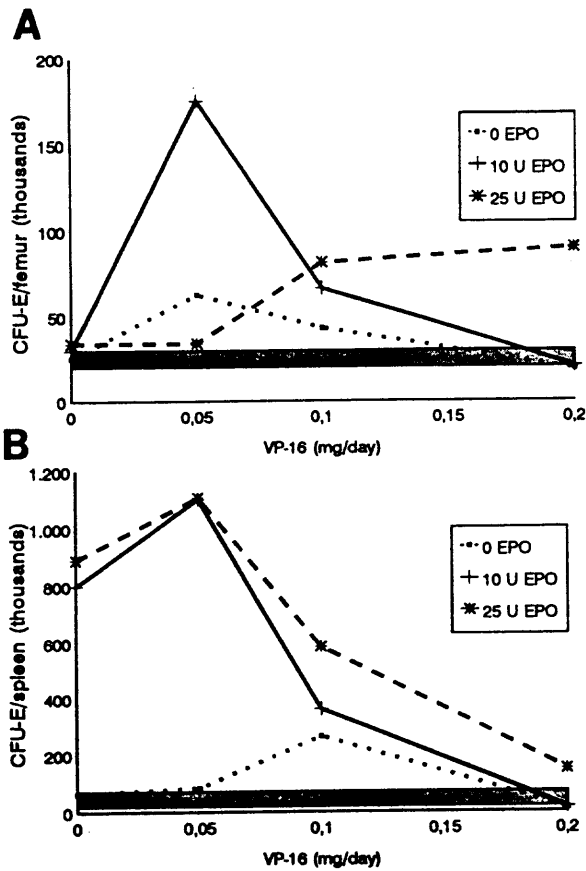 A
CFU-E/femur (thousands)
200
150
100
50
0
0 EPO
10 U EPO
25 U EPO
0
0,05
0,1
0,15
0,2
VP-16 (mg/day)
B
CFU-E/spleen (thousands)
1.200
1.000
800
600
400
200
0
0 EPO
10 U EPO
25 U EPO
0
0,05
0,1
0,15
0,2
VP-16 (mg/day)